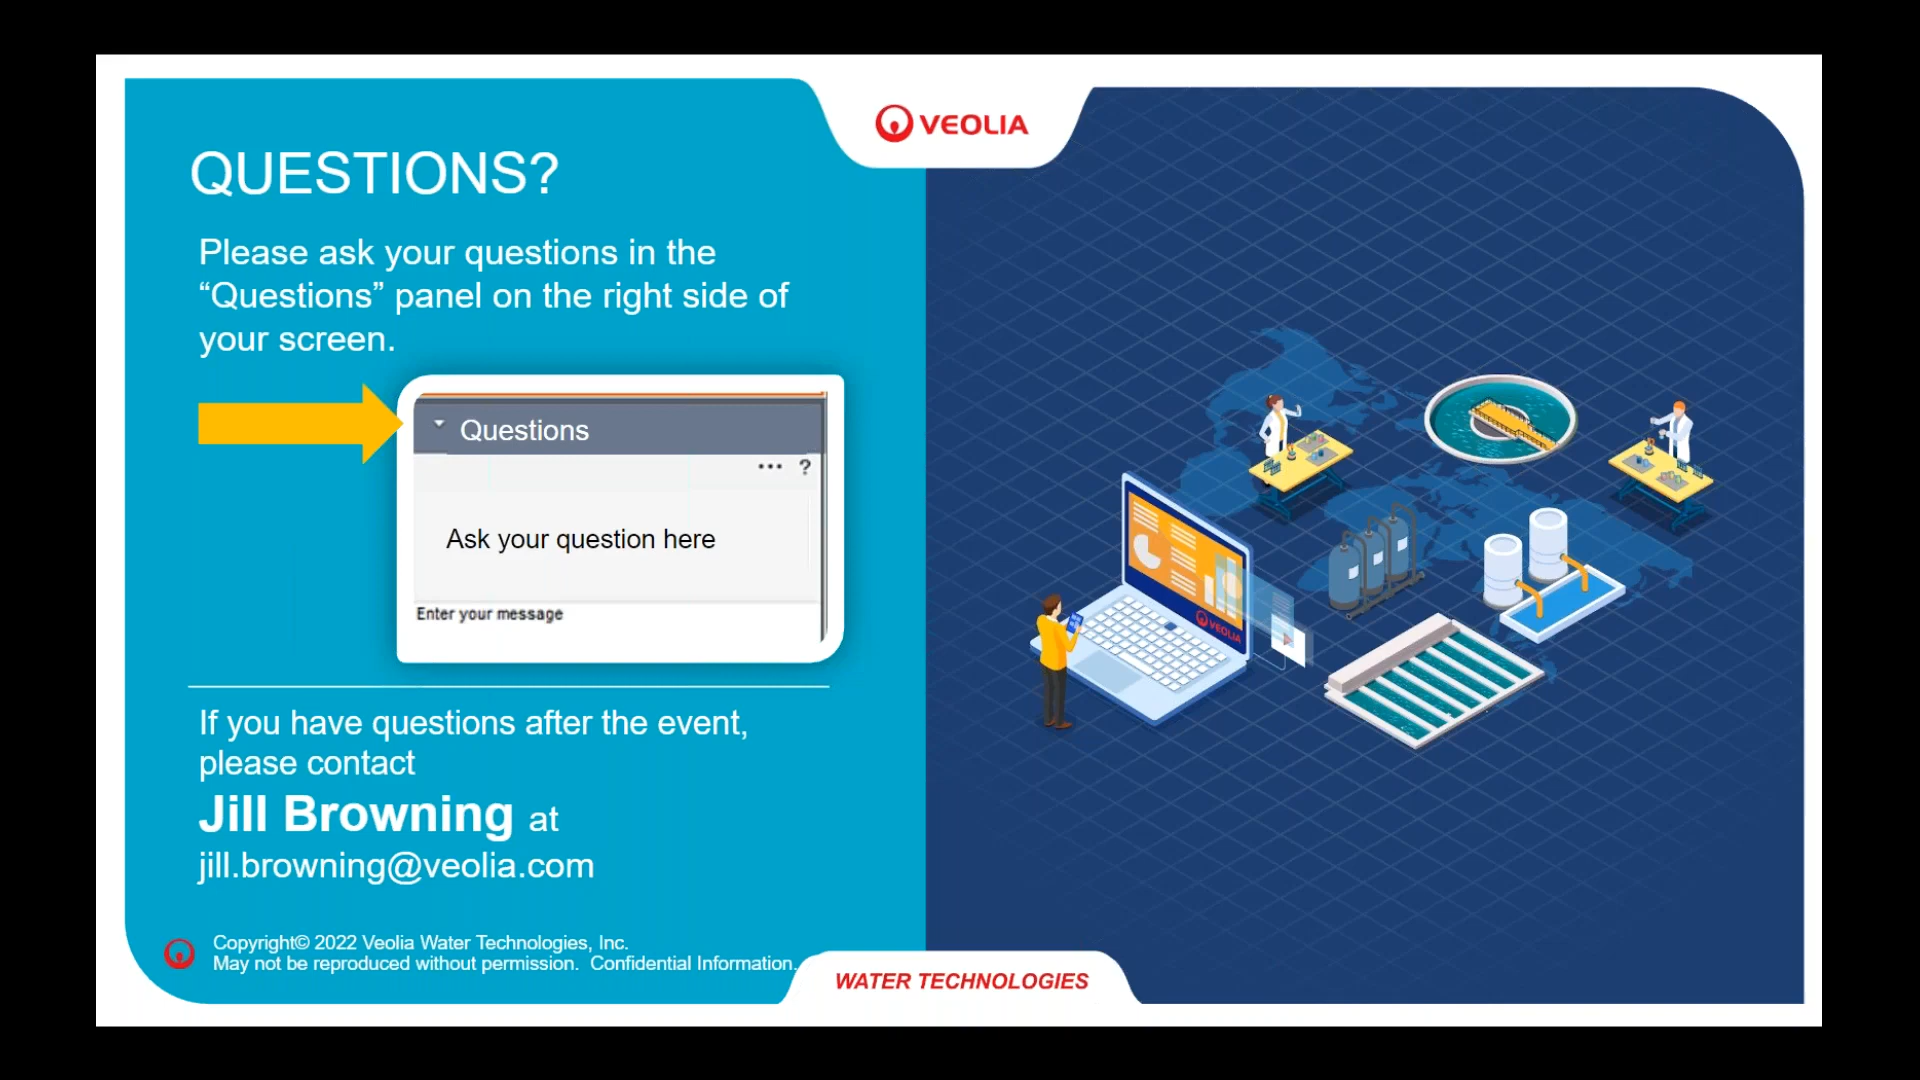 VEOLIA
QUESTIONS?
Please ask your questions in the
“Questions” panel on the right side of
your screen.
Questions
... ?
Ask your question here
Enter your message
If you have questions after the event,
please contact
Jill Browning at
jill.browning@veolia.com
Copyright© 2022 Veolia Water Technologies, Inc.
May not be reproduced without permission.  Confidential Information.
WATER TECHNOLOGIES
VEOLIA